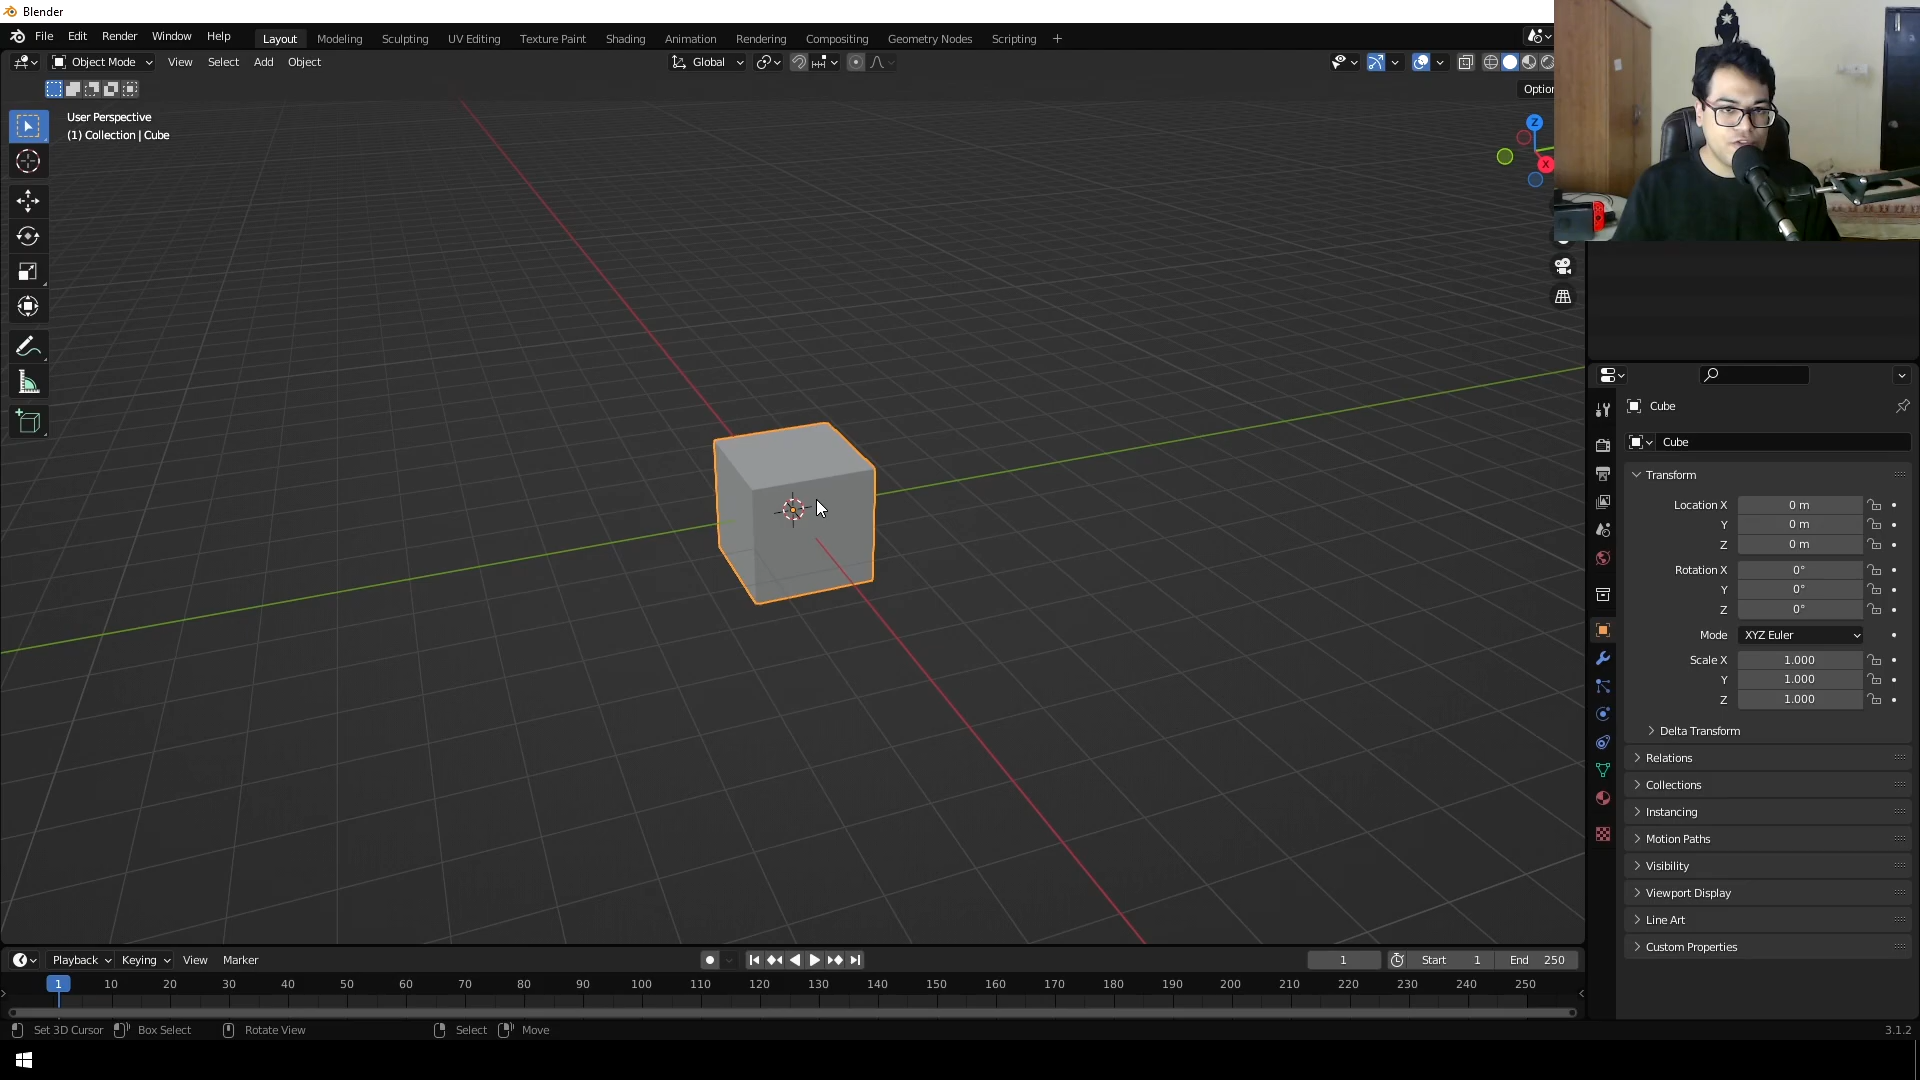 Blender
File Edit Render Window Help Layout Modeling Sculpting UV Editing Texture Paint Shading Animation Rendering Compositing Geometry Nodes Scripting +
Object Mode View Select Add Object Global
Optio
User Perspective
(1) Collection | Cube
Z
X
Cube
Cube
Transform
Location X 0 m
Y 0 m
Z 0 m
Rotation X 0°
Y 0°
Z 0°
Mode XYZ Euler
Scale X 1.000
Y 1.000
Z 1.000
Delta Transform
Relations
Collections
Instancing
Motion Paths
Visibility
Viewport Display
Line Art
Custom Properties
Playback Keying View Marker 1 Start 1 End 250
1 10 20 30 40 50 60 70 80 90 100 110 120 130 140 150 160 170 180 190 200 210 220 230 240 250
Set 3D Cursor Box Select Rotate View Select Move 3.1.2